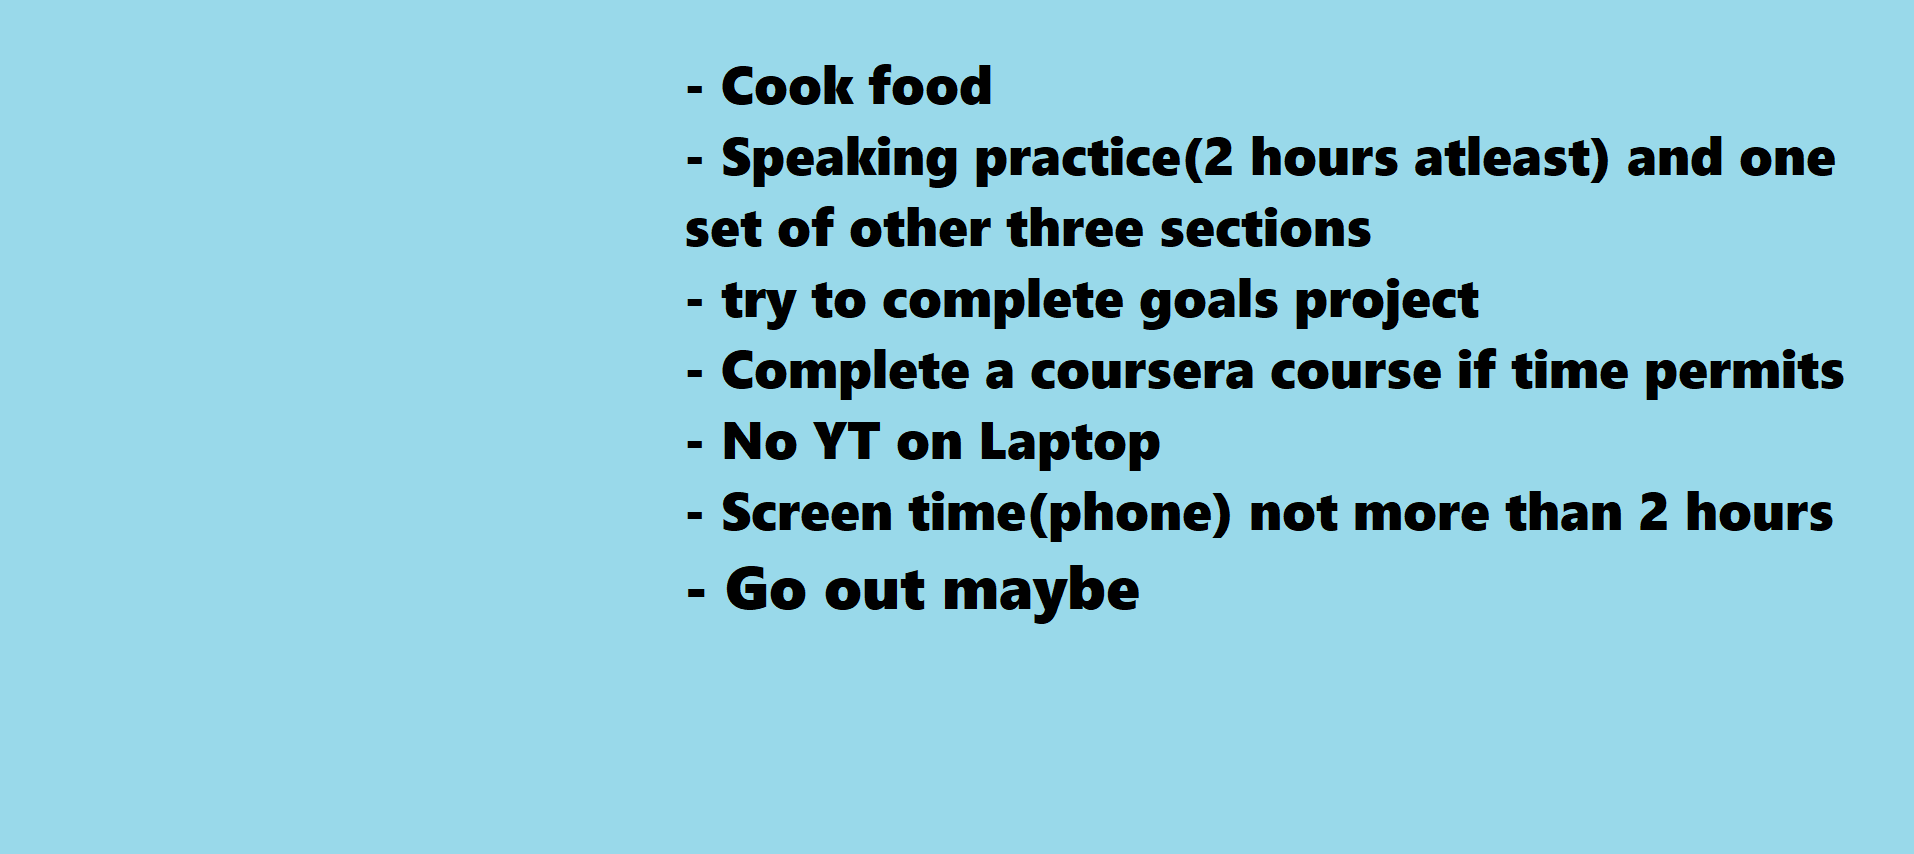 - Cook food
- Speaking practice(2 hours atleast) and one
set of other three sections
- try to complete goals project
- Complete a coursera course if time permits
- No YT on Laptop
- Screen time(phone) not more than 2 hours
- Go out maybe